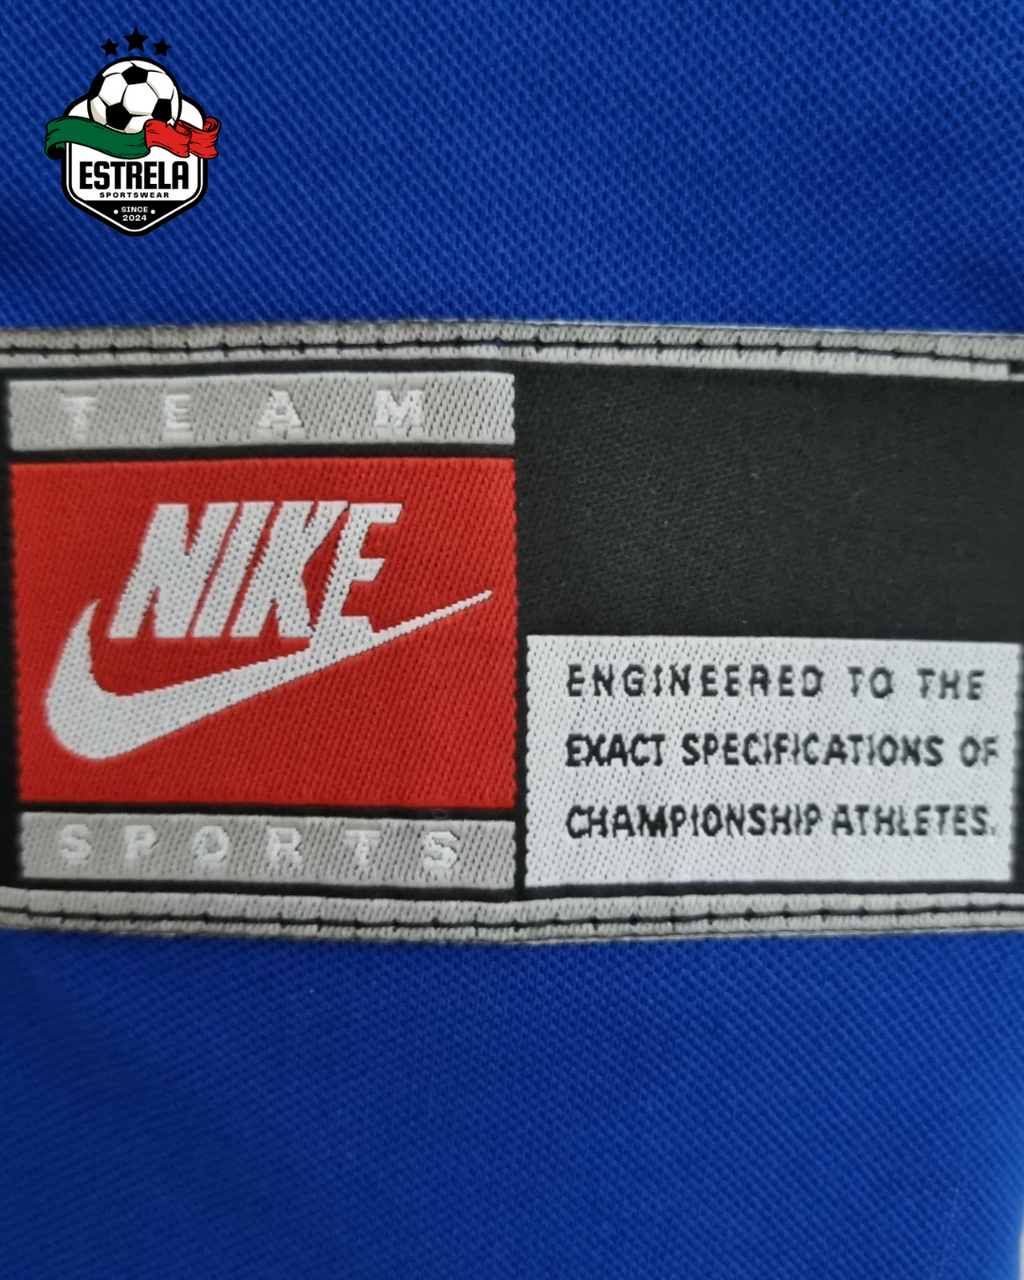 ESTRELA
SPORTSWEAR
SINCE
2024
TEAM
NIKE
SPORTS
ENGINEERED TO THE
EXACT SPECIFICATIONS OF
CHAMPIONSHIP ATHLETES.